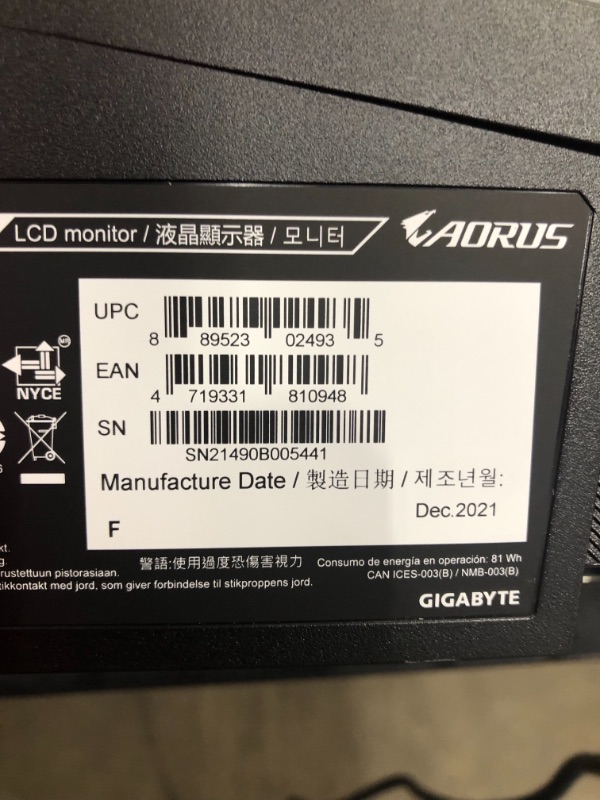 LCD monitor / 液晶顯示器 / 모니터
AORUS
UPC
8 89523 02493 5
EAN
4 719331 810948
SN
SN21490B005441
Manufacture Date / 製造日期 / 제조년월:
Dec.2021
F
NYCE
kt.
g.
rustettuun pistorasiaan.
ikkontakt med jord, som giver forbindelse til stikproppens jord.
警語:使用過度恐傷害視力
Consumo de energía en operación: 81 Wh
CAN ICES-003(B) / NMB-003(B)
GIGABYTE